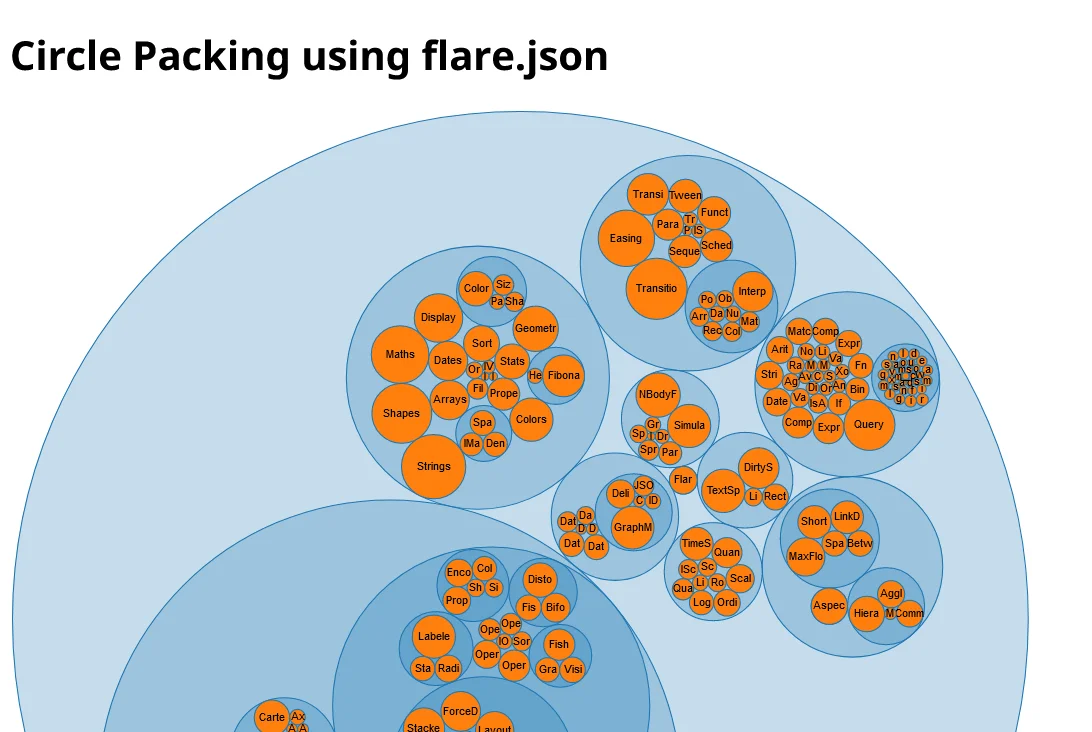 Circle Packing using flare.json
Transi
Tween
Funct
Para
Tr
P
IS
Easing
Seque
Sched
Transitio
Interp
Po
Ob
Arr
Da
Nu
Mat
Rec
Col
Color
Siz
Pa
Sha
Display
Geometr
Sort
Maths
Dates
Stats
Or
IV
He
Fibona
Fil
Prope
Arrays
Shapes
Spa
Colors
IMa
Den
Strings
Matc
Comp
Expr
Arit
No
Li
Va
Ra
M
M
Xo
Fn
Stri
Ag
Av
C
S
Di
Or
An
Bin
Date
Va
IsA
If
Comp
Expr
Query
NBodyF
Gr
Simula
Sp
I
Dr
Spr
Par
Flar
DirtyS
TextSp
Li
Rect
JSO
Deli
C
ID
GraphM
Da
Dat
D
D
Dat
Dat
TimeS
Quan
ISc
Sc
Scal
Qua
Li
Ro
Log
Ordi
Short
LinkD
MaxFlo
Spa
Betw
Aspec
Aggl
Hiera
M
Comm
Enco
Col
Sh
Si
Prop
Disto
Fis
Bifo
Labele
Sta
Radi
Ope
Ope
IO
Sor
Oper
Oper
Fish
Gra
Visi
ForceD
Stacke
Layout
Carte
Ax
A
A